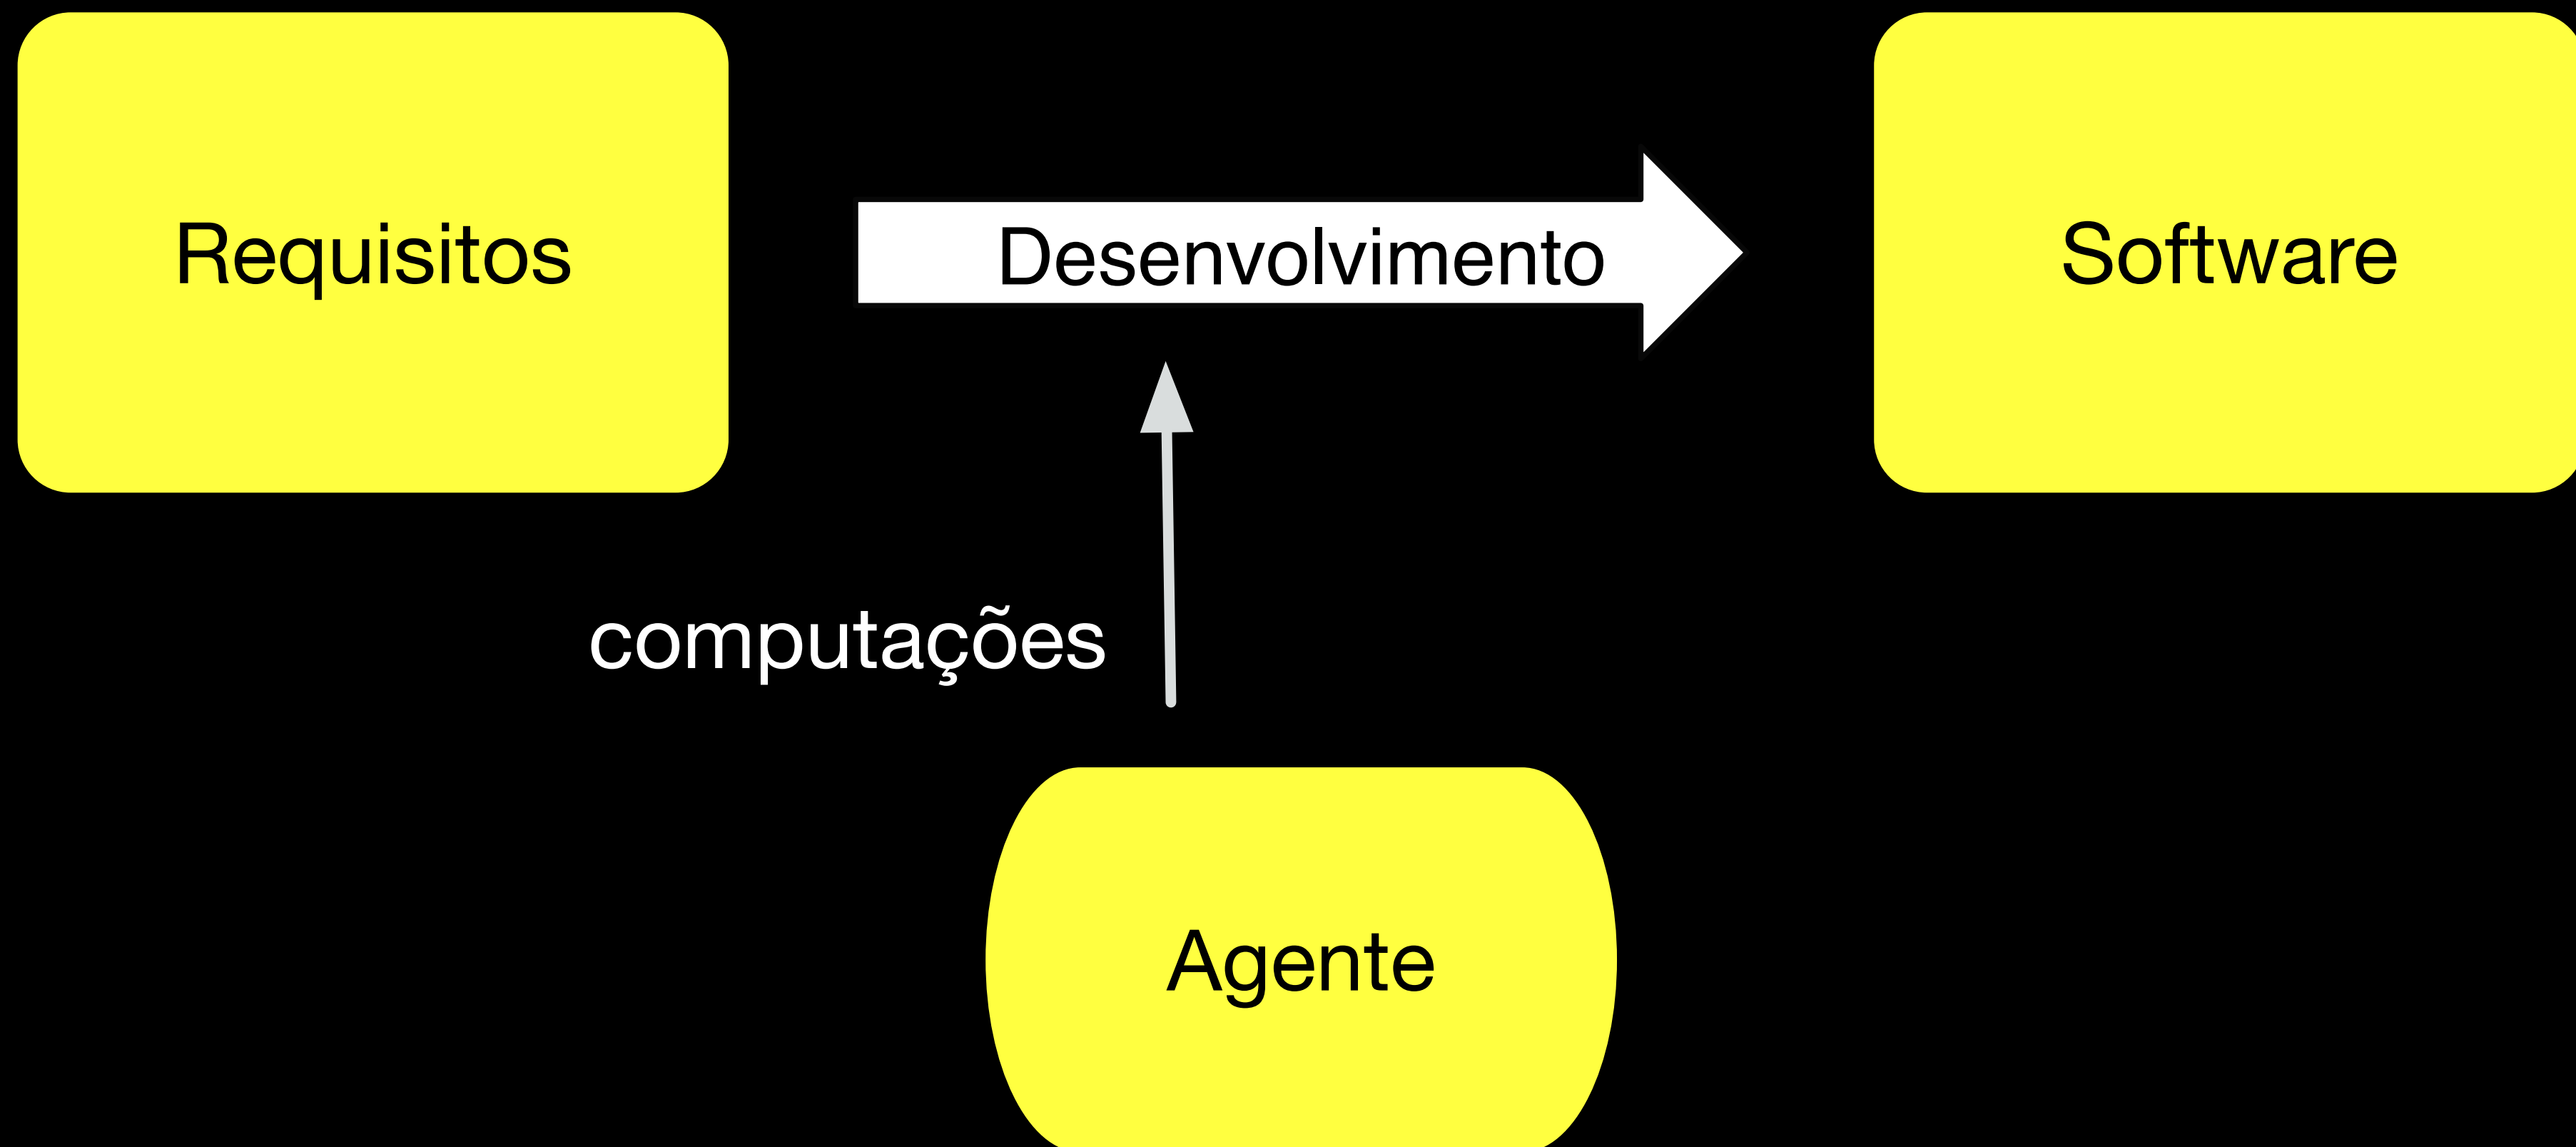 Requisitos
Desenvolvimento
Software
computações
Agente